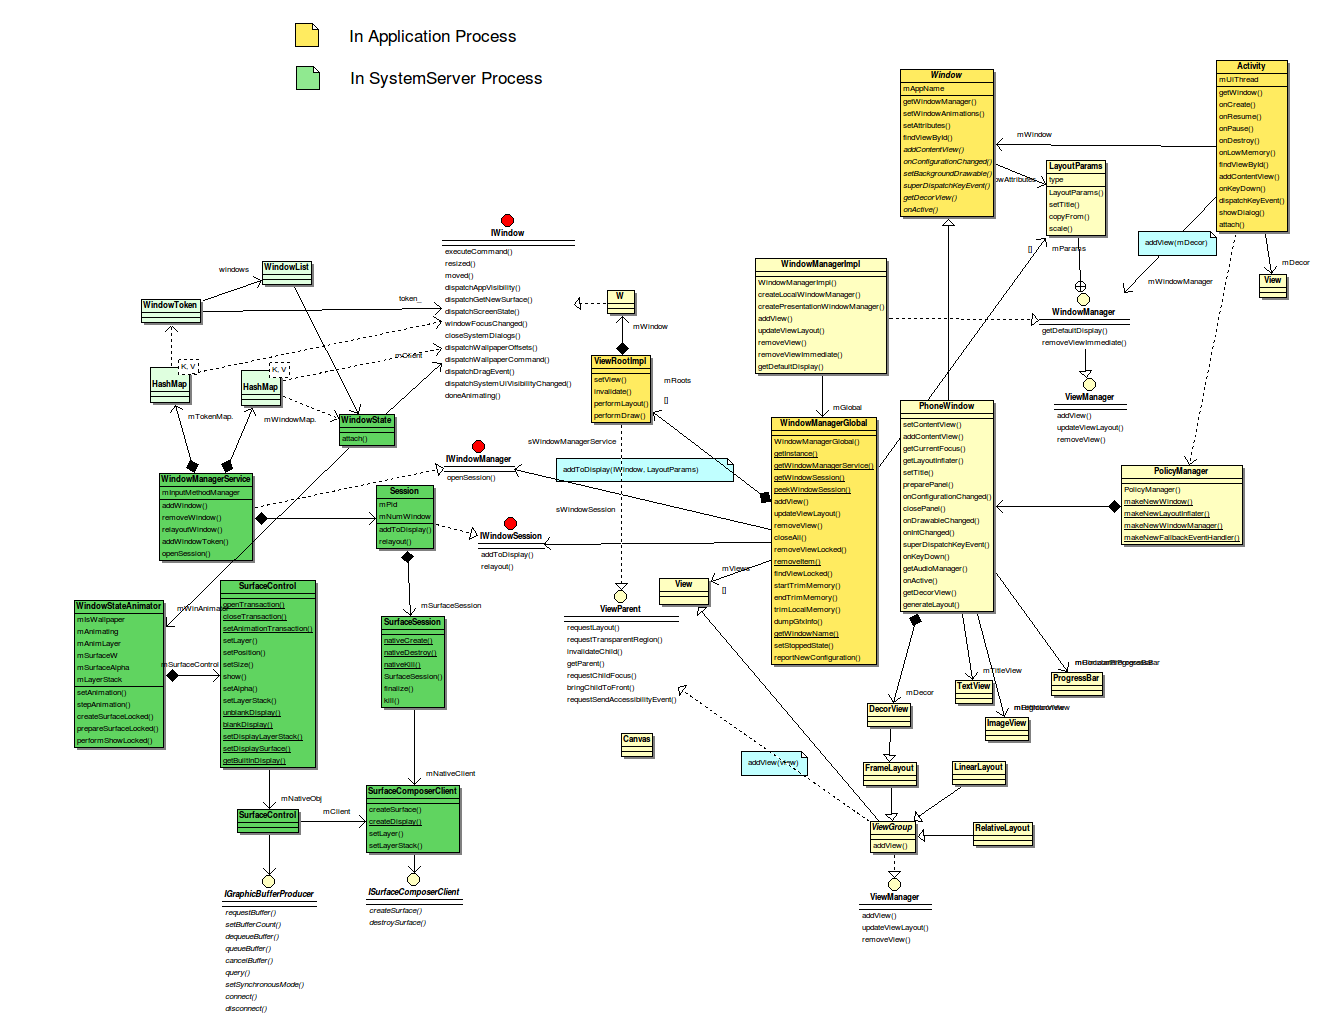 In Application Process
In SystemServer Process
Window
mAppName
getWindowManager()
setWindowAnimations()
setAttributes()
findViewById()
addContentView()
onConfigurationChanged()
setBackgroundDrawable()
superDispatchKeyEvent()
getDecorView()
onActive()
Activity
mUiThread
getWindow()
onCreate()
onResume()
onPause()
onDestroy()
onLowMemory()
findViewById()
addContentView()
onKeyDown()
dispatchKeyEvent()
showDialog()
attach()
mWindow
LayoutParams
type
LayoutParams()
setTitle()
copyFrom()
scale()
[]
mParams
addView(mDecor)
mWindowManager
mDecor
View
WindowManager
getDefaultDisplay()
removeViewImmediate()
ViewManager
addView()
updateViewLayout()
removeView()
IWindow
executeCommand()
resized()
moved()
dispatchAppVisibility()
dispatchGetNewSurface()
dispatchScreenState()
windowFocusChanged()
closeSystemDialogs()
dispatchWallpaperOffsets()
dispatchWallpaperCommand()
dispatchDragEvent()
dispatchSystemUiVisibilityChanged()
doneAnimating()
windows
WindowList
WindowToken
token_
mClient
K, V
HashMap
K, V
HashMap
mTokenMap.
mWindowMap.
WindowState
attach()
W
mWindow
ViewRootImpl
setView()
invalidate()
performLayout()
performDraw()
mRoots
[]
WindowManagerImpl
WindowManagerImpl()
createLocalWindowManager()
createPresentationWindowManager()
addView()
updateViewLayout()
removeView()
removeViewImmediate()
getDefaultDisplay()
mGlobal
WindowManagerGlobal
WindowManagerGlobal()
getInstance()
getWindowManagerService()
getWindowSession()
peekWindowSession()
addView()
updateViewLayout()
removeView()
closeAll()
removeViewLocked()
removeItem()
findViewLocked()
startTrimMemory()
endTrimMemory()
trimLocalMemory()
dumpGfxInfo()
getWindowName()
setStoppedState()
reportNewConfiguration()
PhoneWindow
setContentView()
addContentView()
getCurrentFocus()
getLayoutInflater()
setTitle()
preparePanel()
onConfigurationChanged()
closePanel()
onDrawableChanged()
onIntChanged()
superDispatchKeyEvent()
onKeyDown()
getAudioManager()
onActive()
getDecorView()
generateLayout()
PolicyManager
PolicyManager()
makeNewWindow()
makeNewLayoutInflater()
makeNewWindowManager()
makeNewFallbackEventHandler()
sWindowManagerService
IWindowManager
openSession()
addToDisplay(IWindow, LayoutParams)
sWindowSession
IWindowSession
addToDisplay()
relayout()
WindowManagerService
mInputMethodManager
addWindow()
removeWindow()
relayoutWindow()
addWindowToken()
openSession()
Session
mPid
mNumWindow
addToDisplay()
relayout()
mSurfaceSession
SurfaceSession
nativeCreate()
nativeDestroy()
nativeKill()
SurfaceSession()
finalize()
kill()
WindowStateAnimator
mIsWallpaper
mAnimating
mAnimLayer
mSurfaceW
mSurfaceAlpha
mLayerStack
setAnimation()
stepAnimation()
createSurfaceLocked()
prepareSurfaceLocked()
performShowLocked()
mWinAnimator
mSurfaceControl
SurfaceControl
openTransaction()
closeTransaction()
setAnimationTransaction()
setLayer()
setPosition()
setSize()
show()
setAlpha()
setLayerStack()
unblankDisplay()
blankDisplay()
setDisplayLayerStack()
setDisplaySurface()
getBuiltInDisplay()
mNativeObj
SurfaceControl
mClient
mNativeClient
SurfaceComposerClient
createSurface()
createDisplay()
setLayer()
setLayerStack()
IGraphicBufferProducer
requestBuffer()
setBufferCount()
dequeueBuffer()
queueBuffer()
cancelBuffer()
query()
setSynchronousMode()
connect()
disconnect()
ISurfaceComposerClient
createSurface()
destroySurface()
View
mViews
[]
ViewParent
requestLayout()
requestTransparentRegion()
invalidateChild()
getParent()
requestChildFocus()
bringChildToFront()
requestSendAccessibilityEvent()
Canvas
addView(view)
mDecor
DecorView
mTitleView
TextView
ImageView
ProgressBar
FrameLayout
LinearLayout
ViewGroup
addView()
RelativeLayout
ViewManager
addView()
updateViewLayout()
removeView()